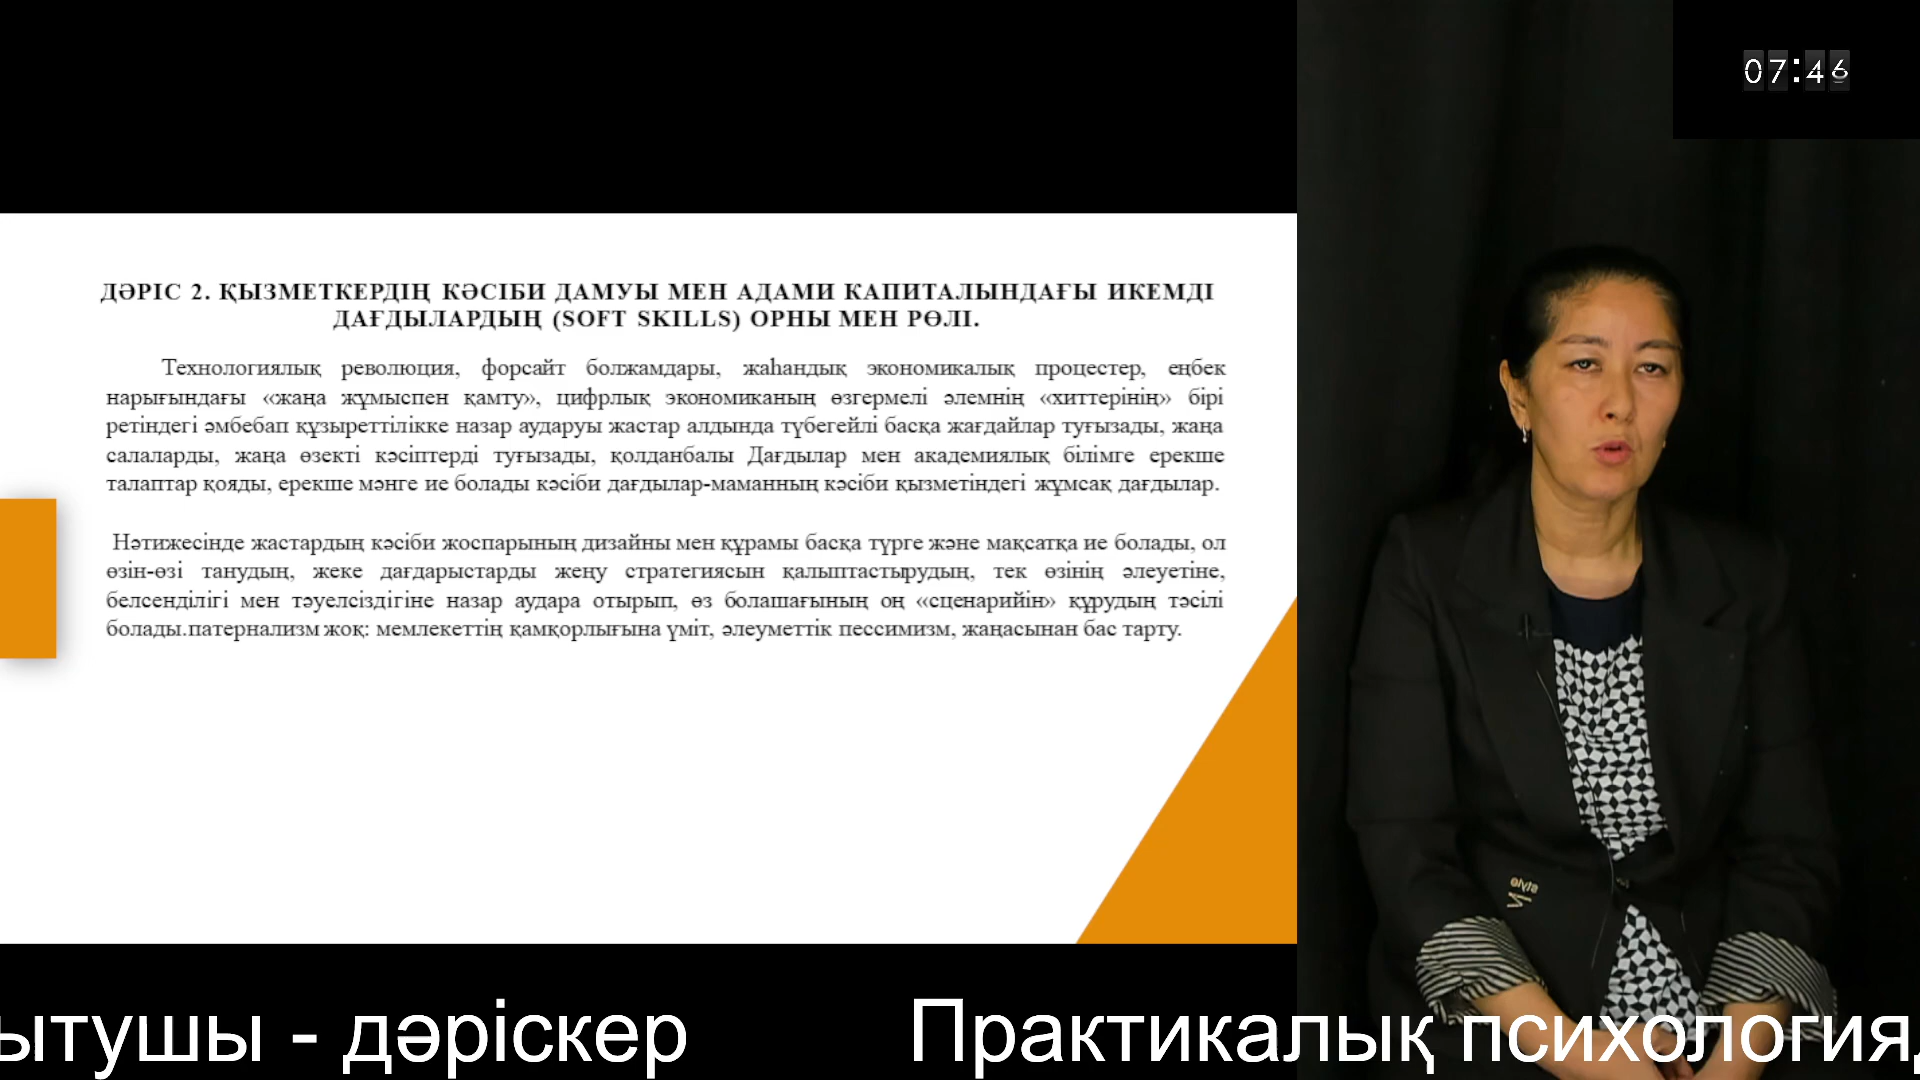 07:46
ДӘРІС 2. ҚЫЗМЕТКЕРДІҢ КӘСІБИ ДАМУЫ МЕН АДАМИ КАПИТАЛЫНДАҒЫ ИКЕМДІ
ДАҒДЫЛАРДЫҢ (SOFT SKILLS) ОРНЫ МЕН РӨЛІ.
Технологиялық революция, форсайт болжамдары, жаһандық экономикалық процестер, еңбек
нарығындағы «жаңа жұмыспен қамту», цифрлық экономиканың өзгермелі әлемнің «хиттерінің» бірі
ретіндегі әмбебап құзыреттілікке назар аударуы жастар алдында түбегейлі басқа жағдайлар туғызады, жаңа
салаларды, жаңа өзекті кәсіптерді туғызады, қолданбалы Дағдылар мен академиялық білімге ерекше
талаптар қояды, ерекше мәнге ие болады кәсіби дағдылар-маманның кәсіби қызметіндегі жұмсақ дағдылар.
Нәтижесінде жастардың кәсіби жоспарының дизайны мен құрамы басқа түрге және мақсатқа ие болады, ол
өзін-өзі танудың, жеке дағдарыстарды жеңу стратегиясын қалыптастырудың, тек өзінің әлеуетіне,
белсенділігі мен тәуелсіздігіне назар аудара отырып, өз болашағының оң «сценарийін» құрудың тәсілі
болады.патернализм жоқ: мемлекеттің қамқорлығына үміт, әлеуметтік пессимизм, жаңасынан бас тарту.
ытушы - дәріскер Практикалық психология,